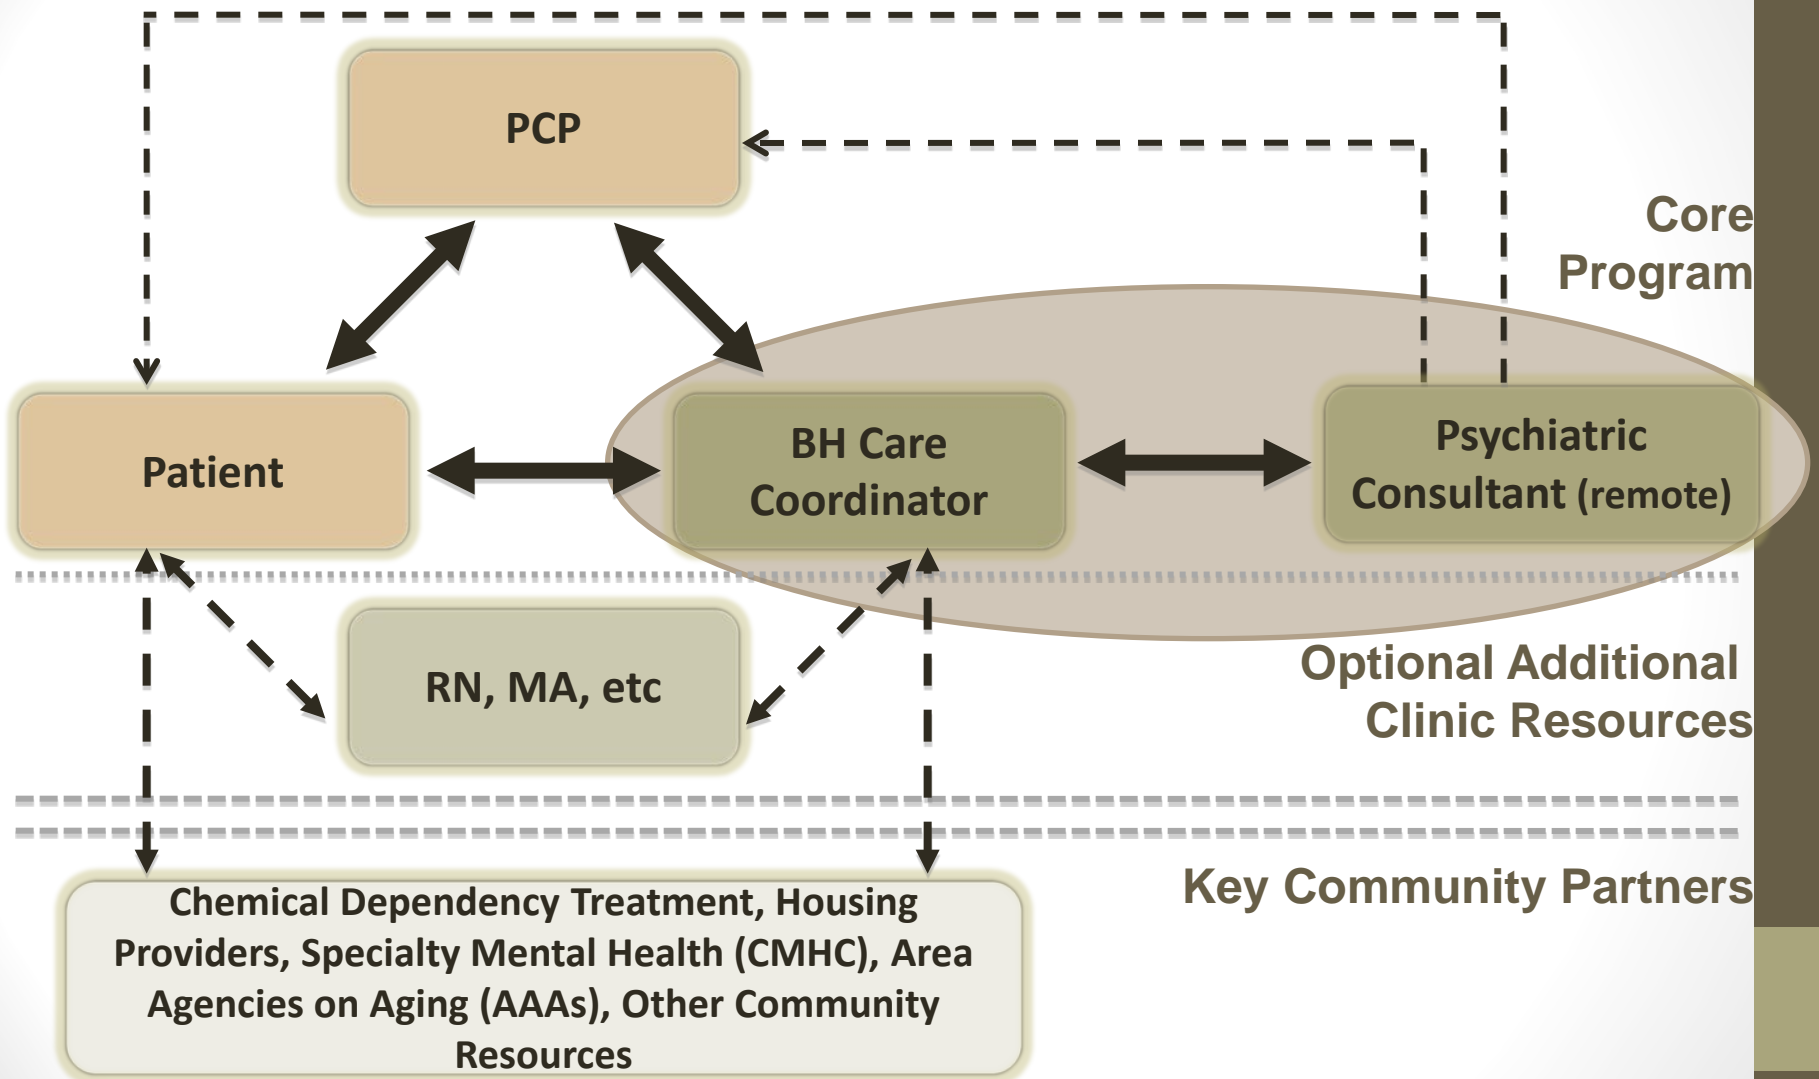 PCP
Core
Program
Patient
BH Care
Coordinator
Psychiatric
Consultant (remote)
RN, MA, etc
Optional Additional
Clinic Resources
Key Community Partners
Chemical Dependency Treatment, Housing
Providers, Specialty Mental Health (CMHC), Area
Agencies on Aging (AAAs), Other Community
Resources